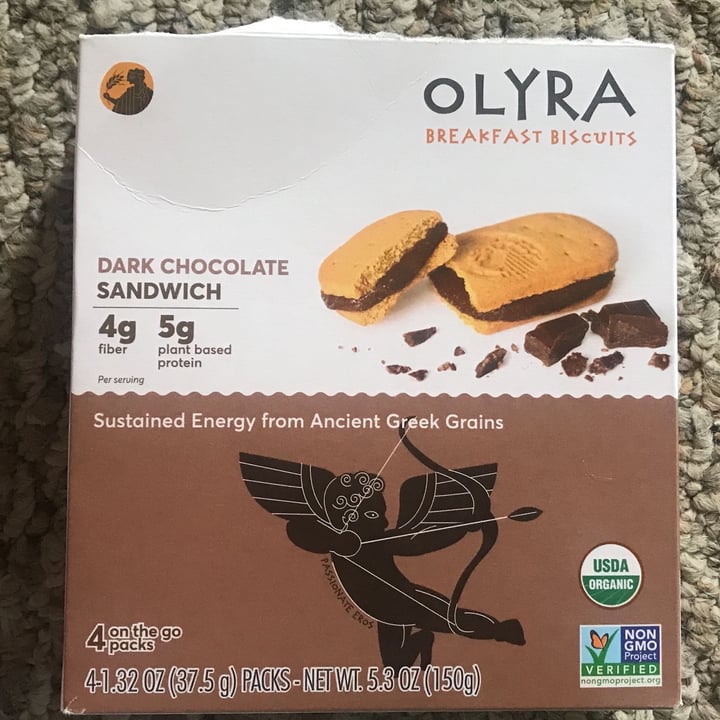 OLYRA
BREAKFAST BISCUITS
DARK CHOCOLATE
SANDWICH
4g
fiber
5g
plant based
protein
Per serving
Sustained Energy from Ancient Greek Grains
PASSIONATE EROS
USDA
ORGANIC
NON
GMO
Project
VERIFIED
nongmoproject.org
4 on the go
packs
4-1.32 OZ (37.5 g) PACKS - NET WT. 5.3 OZ (150g)